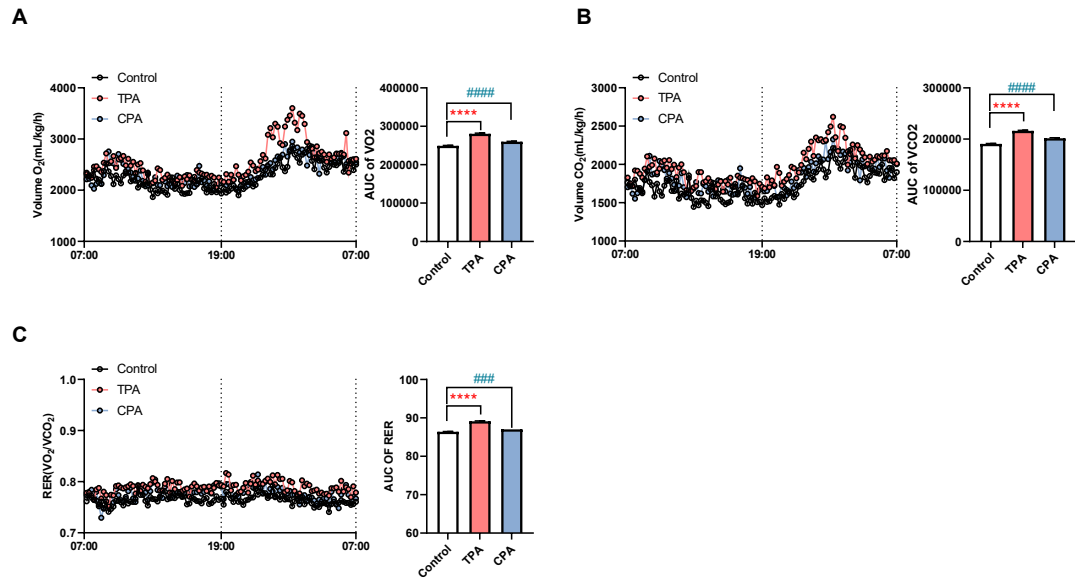 A
Volume O2(mL/kg/h)
4000
3000
2000
1000
Control
TPA
CPA
07:00
19:00
07:00
AUC of VO2
400000
300000
200000
100000
0
####
****
Control
TPA
CPA
B
Volume CO2(mL/kg/h)
3000
2500
2000
1500
1000
Control
TPA
CPA
07:00
19:00
07:00
AUC of VCO2
300000
200000
100000
0
####
****
Control
TPA
CPA
C
RER(VO2/VCO2)
1.0
0.9
0.8
0.7
Control
TPA
CPA
07:00
19:00
07:00
AUC OF RER
100
90
80
70
60
###
****
Control
TPA
CPA